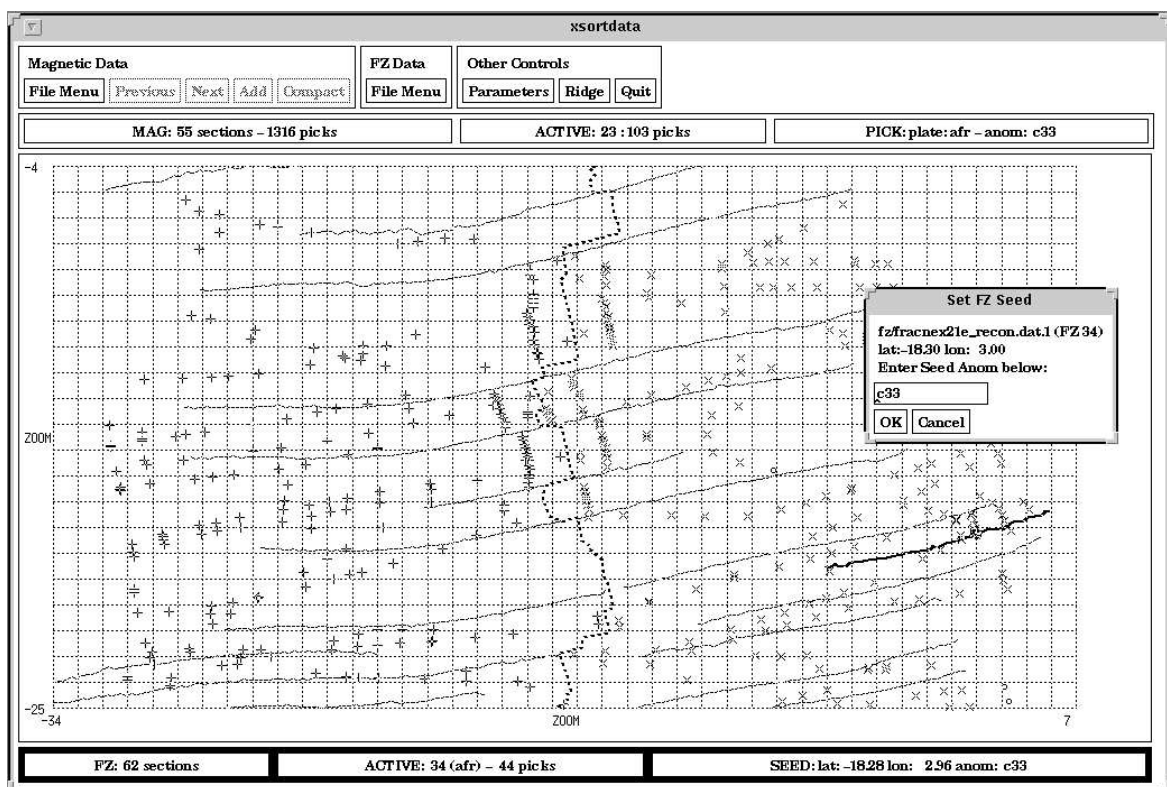 xsortdata
Magnetic Data
File Menu Previous Next Add Compact
FZ Data
File Menu
Other Controls
Parameters Ridge Quit
MAG: 55 sections - 1316 picks
ACTIVE: 23 : 103 picks
PICK: plate: afr - anom: c33
-4
ZOOM
-25
-34
ZOOM
7
Set FZ Seed
fz/fracnex21e_recon.dat.1 (FZ 34)
lat:-18.30 lon: 3.00
Enter Seed Anom below:
c33
OK Cancel
FZ: 62 sections
ACTIVE: 34 (afr) - 44 picks
SEED: lat: -18.28 lon: 2.96 anom: c33